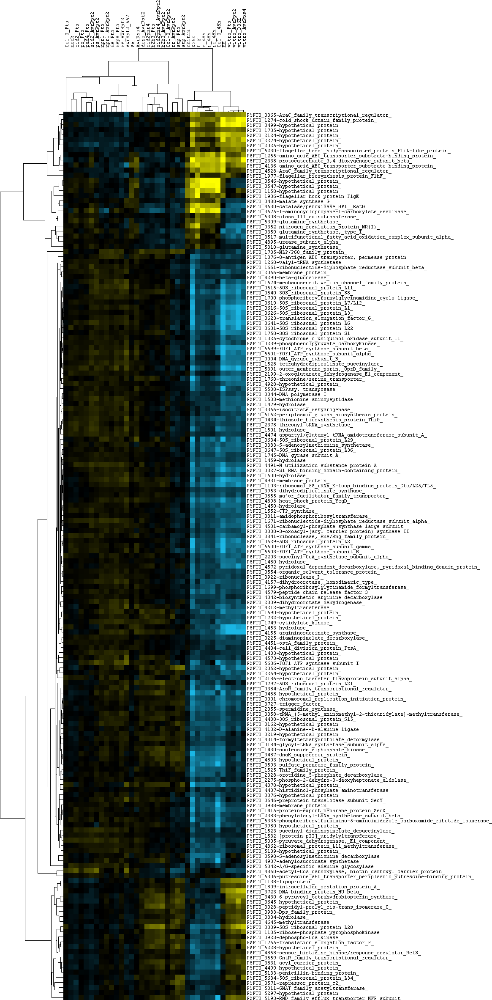 Col-0_Pto
mock
sid2_Pto
ps_Pto
pad4_Pto
sid2_AvrRpt2
ps_AvrRpt2
npr1_Pto
npr1_AvrRpt2
de_Pto
deps_Pto
de_AvrRpt2
AvrRpt2_A57
SA
AvrRps4
deps_AvrRpt2
sid2pmr4
b2b3_Pto
sid2pmr4_AvrRpt2
b2b3_AvrRpt2
Col-0_AvrRpt2
rr_AvrRpt2
stp_Pto
stp_AvrRpt2
chitin
D36E
flg
s_48h
p_48h
ps_48h
Col-0_48h
MM
vitro_Pto
vitro_AvrRpt2
vitro_D36E
vitro_AvrRps4
PSPTO_0365-AraC_family_transcriptional_regulator_
PSPTO_1274-cold_shock_domain_family_protein_
PSPTO_0499-hypothetical_protein_
PSPTO_1785-hypothetical_protein_
PSPTO_2124-hypothetical_protein_
PSPTO_2274-hypothetical_protein_
PSPTO_2025-hypothetical_protein_
PSPTO_5230-flagellar_basal_body-associated_protein_FliL-like_protein_
PSPTO_1255-amino_acid_ABC_transporter_substrate-binding_protein_
PSPTO_2338-protocatechuate_3,4-dioxygenase_subunit_beta_
PSPTO_4136-amino_acid_ABC_transporter_substrate-binding_protein_
PSPTO_4528-AraC_family_transcriptional_regulator_
PSPTO_1977-flagellar_biosynthesis_protein_FlhF_
PSPTO_0546-hypothetical_protein_
PSPTO_0547-hypothetical_protein_
PSPTO_1150-hypothetical_protein_
PSPTO_1936-flagellar_hook_protein_FlgE_
PSPTO_0480-malate_synthase_G_
PSPTO_4530-catalase/peroxidase_HPI__KatG
PSPTO_3675-1-aminocyclopropane-1-carboxylate_deaminase_
PSPTO_5308-class_III_aminotransferase_
PSPTO_5309-glutamine_synthetase_
PSPTO_0352-nitrogen_regulation_protein_NR(I)_
PSPTO_0359-glutamine_synthetase,_type_I_
PSPTO_3517-multifunctional_fatty_acid_oxidation_complex_subunit_alpha_
PSPTO_4895-urease_subunit_alpha_
PSPTO_5310-glutamine_synthetase_
PSPTO_1705-NLP/P60_family_protein_
PSPTO_1076-O-antigen_ABC_transporter,_permease_protein_
PSPTO_1268-valyl-tRNA_synthetase_
PSPTO_1661-ribonucleotide-diphosphate_reductase_subunit_beta_
PSPTO_2056-membrane_protein_
PSPTO_4290-beta-glucosidase_
PSPTO_1574-mechanosensitive_ion_channel_family_protein_
PSPTO_0615-50S_ribosomal_protein_L11_
PSPTO_0640-30S_ribosomal_protein_S8_
PSPTO_1700-phosphoribosylformylglycinamidine_cyclo-ligase_
PSPTO_0619-50S_ribosomal_protein_L7/L12_
PSPTO_0616-50S_ribosomal_protein_L1_
PSPTO_0626-50S_ribosomal_protein_L3_
PSPTO_0623-translation_elongation_factor_G_
PSPTO_0641-50S_ribosomal_protein_L6_
PSPTO_0631-50S_ribosomal_protein_L22_
PSPTO_1750-30S_ribosomal_protein_S1_
PSPTO_1325-cytochrome_o_ubiquinol_oxidase_subunit_II_
PSPTO_0239-phosphoenolpyruvate_carboxykinase_
PSPTO_5599-F0F1_ATP_synthase_subunit_beta_
PSPTO_5601-F0F1_ATP_synthase_subunit_alpha_
PSPTO_0004-DNA_gyrase_subunit_B_
PSPTO_1528-tetrahydrodipicolinate_succinylase_
PSPTO_5391-outer_membrane_porin,_OprD_family_
PSPTO_2199-2-oxoglutarate_dehydrogenase_E1_component_
PSPTO_1760-threonine/serine_transporter_
PSPTO_4928-hypothetical_protein_
PSPTO_5500-ISPssy,_transposase_
PSPTO_0344-DNA_polymerase_I_
PSPTO_1533-methionine_aminopeptidase_
PSPTO_1479-hydrolase_
PSPTO_3356-isocitrate_dehydrogenase_
PSPTO_5162-periplasmic_glucan_biosynthesis_protein_
PSPTO_0434-thiazole_biosynthesis_protein_ThiG_
PSPTO_2378-threonyl-tRNA_synthetase_
PSPTO_1501-hydrolase_
PSPTO_4474-aspartyl/glutamyl-tRNA_amidotransferase_subunit_A_
PSPTO_0634-50S_ribosomal_protein_L29_
PSPTO_0383-S-adenosylmethionine_synthetase_
PSPTO_0647-50S_ribosomal_protein_L36_
PSPTO_1745-DNA_gyrase_subunit_A_
PSPTO_1459-hydrolase_
PSPTO_4491-N_utilization_substance_protein_A_
PSPTO_0327-S1_RNA_binding_domain-containing_protein_
PSPTO_1500-hydrolase_
PSPTO_4931-membrane_protein_
PSPTO_1103-ribosomal_5S_rRNA_E-loop_binding_protein_Ctc/L25/TL5_
PSPTO_3953-dihydrodipicolinate_synthase_
PSPTO_0655-major_facilitator_family_transporter_
PSPTO_4898-heat_shock_protein_YegD_
PSPTO_1450-hydrolase_
PSPTO_1552-CTP_synthase_
PSPTO_3811-amidophosphoribosyltransferase_
PSPTO_1671-ribonucleotide-diphosphate_reductase_subunit_alpha_
PSPTO_4501-carbamoyl-phosphate_synthase_large_subunit_
PSPTO_3830-3-oxoacyl-(acyl_carrier_protein)_synthase_II_
PSPTO_3841-ribonuclease,_Rne/Rng_family_protein_
PSPTO_0629-50S_ribosomal_protein_L2_
PSPTO_5600-F0F1_ATP_synthase_subunit_gamma_
PSPTO_5603-F0F1_ATP_synthase_subunit_B_
PSPTO_2203-succinyl-CoA_synthetase_subunit_alpha_
PSPTO_1480-hydrolase_
PSPTO_4572-pyridoxal-dependent_decarboxylase,_pyridoxal_binding_domain_protein_
PSPTO_0554-organic_solvent_tolerance_protein_
PSPTO_3922-ribonuclease_D_
PSPTO_4157-dihydroorotase,_homodimeric_type_
PSPTO_1699-phosphoribosylglycinamide_formyltransferase_
PSPTO_4579-peptide_chain_release_factor_3_
PSPTO_4842-biosynthetic_arginine_decarboxylase_
PSPTO_2309-dihydroorotate_dehydrogenase_
PSPTO_4212-methyltransferase_
PSPTO_1690-hypothetical_protein_
PSPTO_1732-hypothetical_protein_
PSPTO_1749-cytidylate_kinase_
PSPTO_1453-hydrolase_
PSPTO_4155-argininosuccinate_synthase_
PSPTO_0225-diaminopimelate_decarboxylase_
PSPTO_4451-ostA_family_protein_
PSPTO_4404-cell_division_protein_FtsA_
PSPTO_1433-hypothetical_protein_
PSPTO_4573-hypothetical_protein_
PSPTO_5606-F0F1_ATP_synthase_subunit_I_
PSPTO_2052-hypothetical_protein_
PSPTO_2264-hypothetical_protein_
PSPTO_2186-electron_transfer_flavoprotein_subunit_alpha_
PSPTO_0797-50S_ribosomal_protein_L21_
PSPTO_0384-ArsR_family_transcriptional_regulator_
PSPTO_0468-hypothetical_protein_
PSPTO_0001-chromosomal_replication_initiation_protein_
PSPTO_3727-trigger_factor_
PSPTO_2055-spermidine_synthase_
PSPTO_3358-tRNA_(5-methyl_aminomethyl-2-thiouridylate)-methyltransferase_
PSPTO_4488-30S_ribosomal_protein_S15_
PSPTO_3162-hypothetical_protein_
PSPTO_4182-D-alanine--D-alanine_ligase_
PSPTO_0219-hypothetical_protein_
PSPTO_4314-formyltetrahydrofolate_deformylase_
PSPTO_0184-glycyl-tRNA_synthetase_subunit_alpha_
PSPTO_1430-nucleoside_diphosphate_kinase_
PSPTO_3487-dnaK_suppressor_protein_
PSPTO_4803-hypothetical_protein_
PSPTO_3593-sulfate_permease_family_protein_
PSPTO_1525-ThiF_family_protein_
PSPTO_2028-orotidine_5-phosphate_decarboxylase_
PSPTO_2275-phospho-2-dehydro-3-deoxyheptonate_aldolase_
PSPTO_4378-hypothetical_protein_
PSPTO_4437-histidinol-phosphate_aminotransferase_
PSPTO_0076-hypothetical_protein_
PSPTO_0646-preprotein_translocase_subunit_SecY_
PSPTO_0988-membrane_protein_
PSPTO_1415-protein-export_membrane_protein_SecD_
PSPTO_2383-phenylalanyl-tRNA_synthetase_subunit_beta_
PSPTO_5335-phosphoribosylformimino-5-aminoimidazole_carboxamide_ribotide_isomerase_
PSPTO_3980-hypothetical_protein_
PSPTO_1523-succinyl-diaminopimelate_desuccinylase_
PSPTO_1532-[protein-pII]_uridylyltransferase_
PSPTO_5005-pyruvate_dehydrogenase,_E1_component_
PSPTO_4862-ribosomal_protein_L11_methyltransferase_
PSPTO_5139-hypothetical_protein_
PSPTO_0598-S-adenosylmethionine_decarboxylase_
PSPTO_4937-adenylosuccinate_synthetase_
PSPTO_5342-A/G-specific_adenine_glycosylase_
PSPTO_4860-acetyl-CoA_carboxylase,_biotin_carboxyl_carrier_protein_
PSPTO_5306-putrescine_ABC_transporter_periplasmic_putrescine-binding_protein_
PSPTO_1138-lipoprotein_
PSPTO_1809-intracellular_septation_protein_A_
PSPTO_3723-DNA-binding_protein_HU-beta_
PSPTO_3430-6-pyruvoyl_tetrahydrobiopterin_synthase_
PSPTO_3645-hypothetical_protein_
PSPTO_3028-peptidyl-prolyl_cis-trans_isomerase_C_
PSPTO_3983-Dps_family_protein_
PSPTO_3804-hydrolase_
PSPTO_4645-methyltransferase_
PSPTO_0089-50S_ribosomal_protein_L28_
PSPTO_1105-ribose-phosphate_pyrophosphokinase_
PSPTO_0923-dephospho-CoA_kinase_
PSPTO_1765-translation_elongation_factor_P_
PSPTO_5228-hypothetical_protein_
PSPTO_4868-sensor_histidine_kinase/response_regulator_RetS_
PSPTO_3659-GntR_family_transcriptional_regulator_
PSPTO_3831-acyl_carrier_protein_
PSPTO_4499-hypothetical_protein_
PSPTO_5133-penicillin-binding_protein_
PSPTO_5634-50S_ribosomal_protein_L34_
PSPTO_0571-repressor_protein_c2_
PSPTO_5011-GNAT_family_acetyltransferase_
PSPTO_5297-hypothetical_protein_
PSPTO_5193-RND_family_efflux_transporter_MFP_subunit_